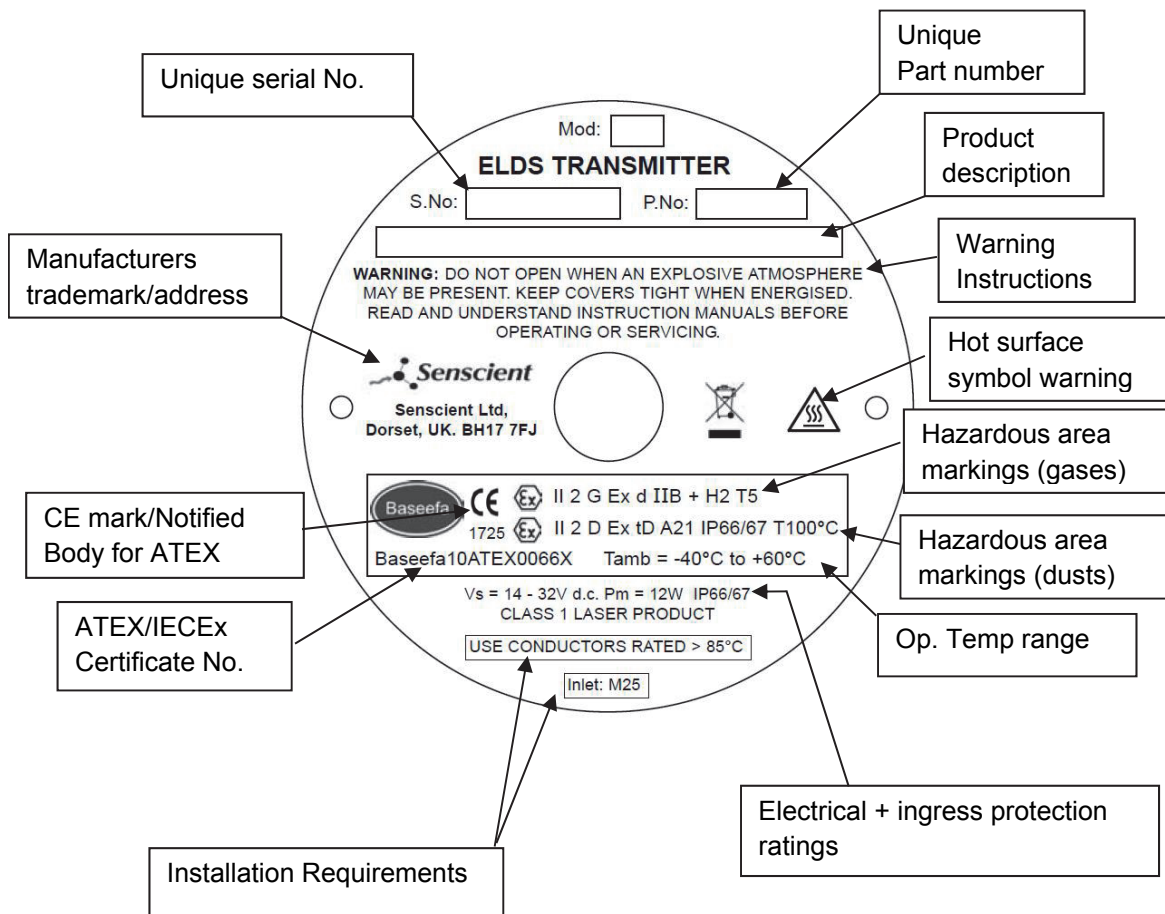 Unique
Part number
Unique serial No.
Mod:
ELDS TRANSMITTER
Product
description
S.No:
P.No:
Manufacturers
trademark/address
Warning
Instructions
WARNING: DO NOT OPEN WHEN AN EXPLOSIVE ATMOSPHERE
MAY BE PRESENT. KEEP COVERS TIGHT WHEN ENERGISED.
READ AND UNDERSTAND INSTRUCTION MANUALS BEFORE
OPERATING OR SERVICING.
Senscient
Senscient Ltd,
Dorset, UK. BH17 7FJ
Hot surface
symbol warning
Hazardous area
markings (gases)
CE mark/Notified
Body for ATEX
Baseefa
CE
1725
Ex II 2 G Ex d IIB + H2 T5
Ex II 2 D Ex tD A21 IP66/67 T100°C
Baseefa10ATEX0066X Tamb = -40°C to +60°C
Hazardous area
markings (dusts)
Vs = 14 - 32V d.c. Pm = 12W IP66/67
CLASS 1 LASER PRODUCT
ATEX/IECEx
Certificate No.
Op. Temp range
USE CONDUCTORS RATED > 85°C
Inlet: M25
Electrical + ingress protection
ratings
Installation Requirements